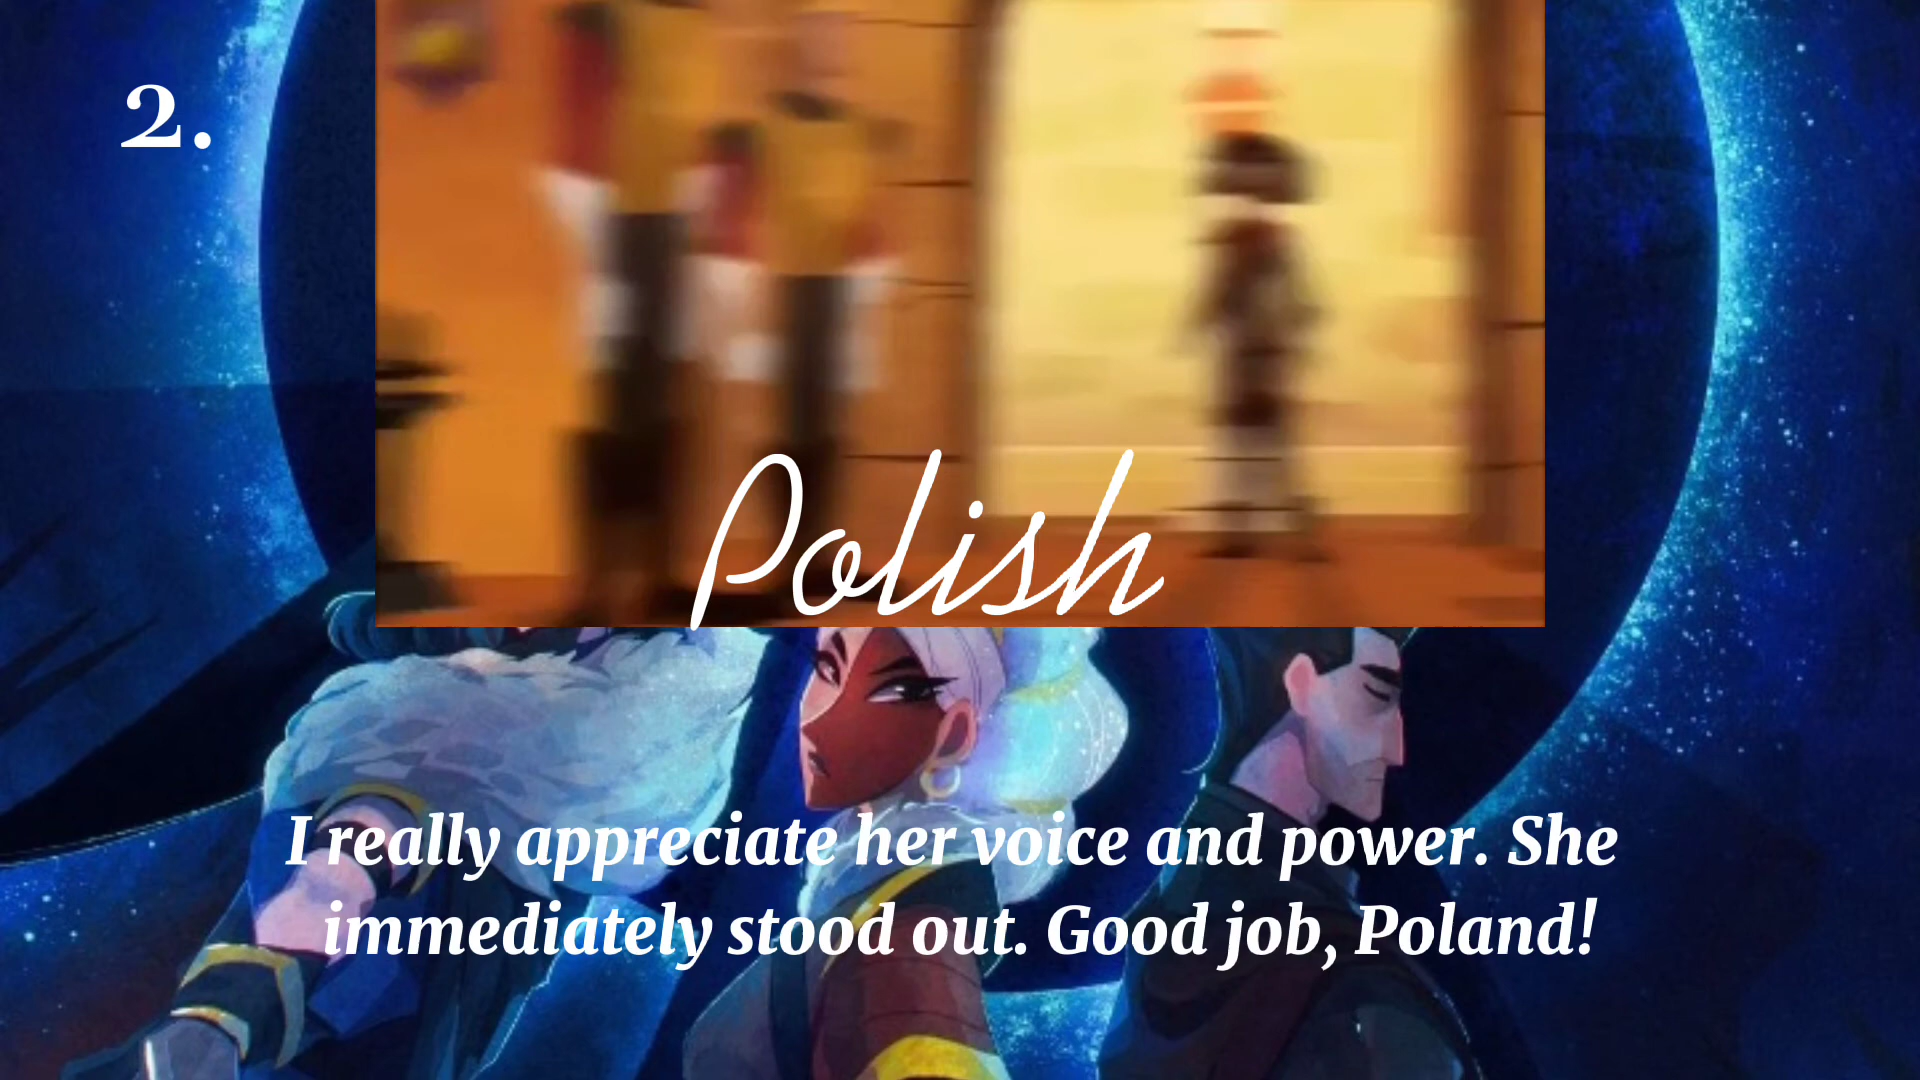 2.
Polish
I really appreciate her voice and power. She
immediately stood out. Good job, Poland!